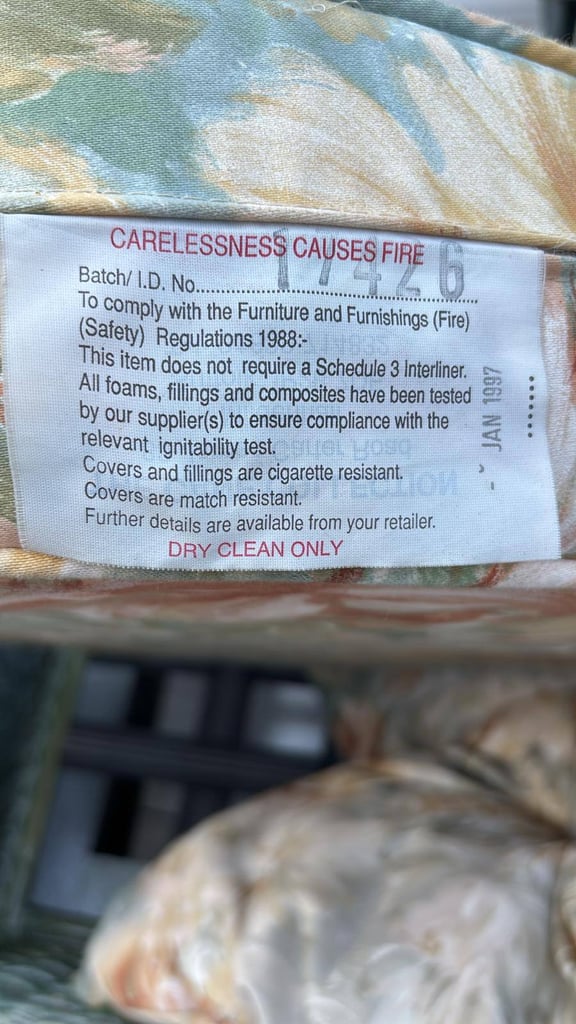 CARELESSNESS CAUSES FIRE
17426
Batch/ I.D. No........................
To comply with the Furniture and Furnishings (Fire)
(Safety) Regulations 1988:-
This item does not require a Schedule 3 Interliner.
All foams, fillings and composites have been tested
by our supplier(s) to ensure compliance with the
relevant ignitability test.
Covers and fillings are cigarette resistant.
Covers are match resistant.
Further details are available from your retailer.
DRY CLEAN ONLY
JAN 1997